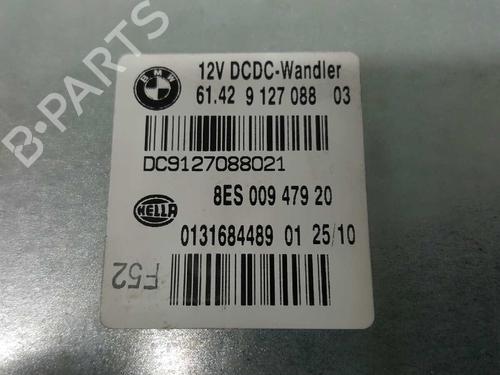 BMW
12V DCDC-Wandler
61.42 9 127 088 03
DC9127088021
8ES 009 479 20
HELLA
0131684489 01 25/10
F52
B-PARTS